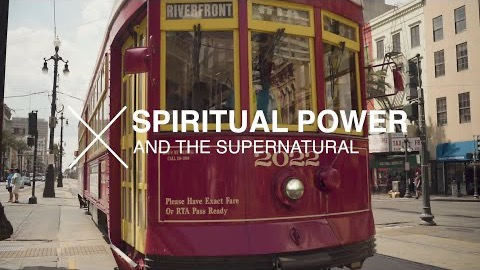 RIVERFRONT
SPIRITUAL POWER
AND THE SUPERNATURAL
2022
Please Have Exact Fare
Or RTA Pass Ready